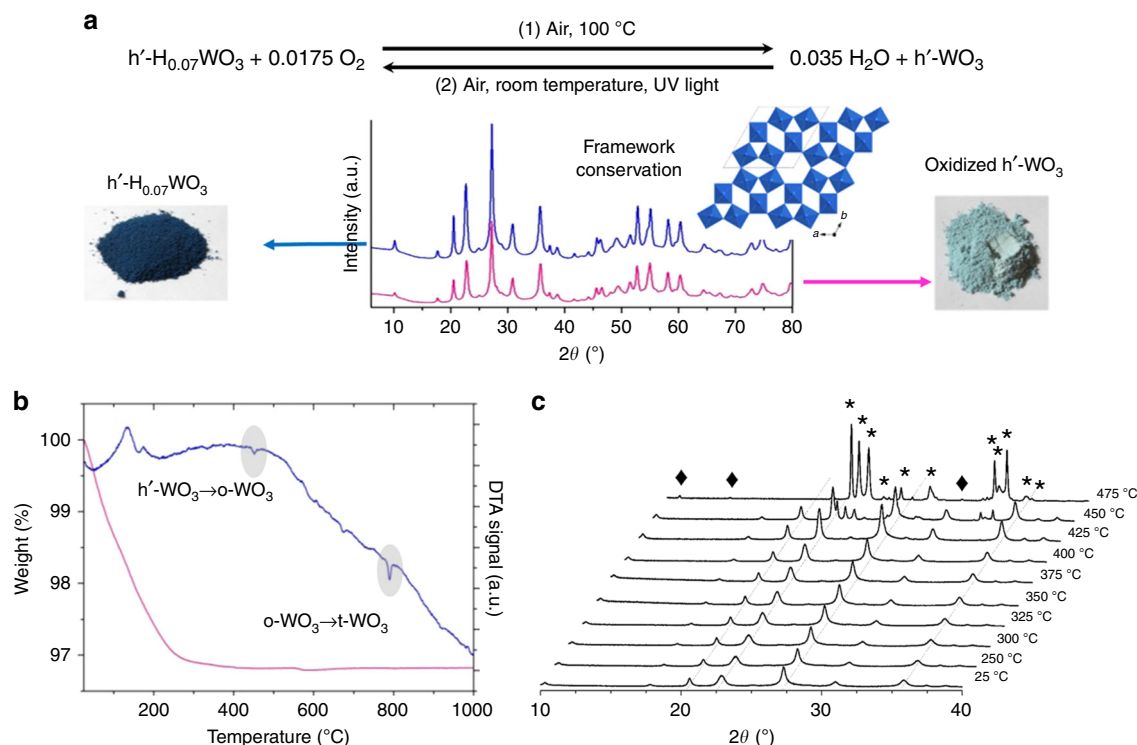 a
(1) Air, 100 °C
h′-H0.07WO3 + 0.0175 O2
0.035 H2O + h′-WO3
(2) Air, room temperature, UV light
h′-H0.07WO3
Intensity (a.u.)
Framework
conservation
b
a
Oxidized h′-WO3
10 20 30 40 50 60 70 80
2θ (°)
b
Weight (%)
100
99
98
97
h′-WO3→o-WO3
o-WO3→t-WO3
DTA signal (a.u.)
200 400 600 800 1000
Temperature (°C)
c
* * * * * * * * * * *
◆ ◆ ◆
475 °C
450 °C
425 °C
400 °C
375 °C
350 °C
325 °C
300 °C
250 °C
25 °C
10 20 30 40
2θ (°)